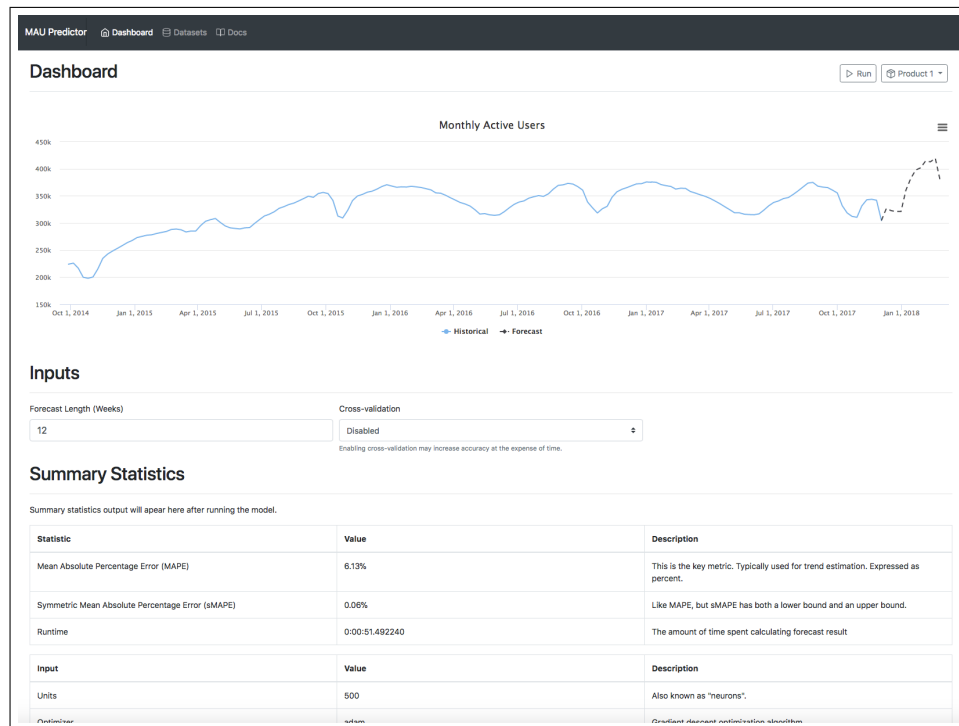 MAU Predictor Dashboard Datasets Docs
Dashboard
Run Product 1
Monthly Active Users
450k
400k
350k
300k
250k
200k
150k
Oct 1, 2014 Jan 1, 2015 Apr 1, 2015 Jul 1, 2015 Oct 1, 2015 Jan 1, 2016 Apr 1, 2016 Jul 1, 2016 Oct 1, 2016 Jan 1, 2017 Apr 1, 2017 Jul 1, 2017 Oct 1, 2017 Jan 1, 2018
Historical Forecast
Inputs
Forecast Length (Weeks) Cross-validation
12 Disabled
Enabling cross-validation may increase accuracy at the expense of time.
Summary Statistics
Summary statistics output will apear here after running the model.
Statistic Value Description
Mean Absolute Percentage Error (MAPE) 6.13% This is the key metric. Typically used for trend estimation. Expressed as
percent.
Symmetric Mean Absolute Percentage Error (sMAPE) 0.06% Like MAPE, but sMAPE has both a lower bound and an upper bound.
Runtime 0:00:51.492240 The amount of time spent calculating forecast result
Input Value Description
Units 500 Also known as "neurons".
Optimizer adam Gradient descent optimization algorithm